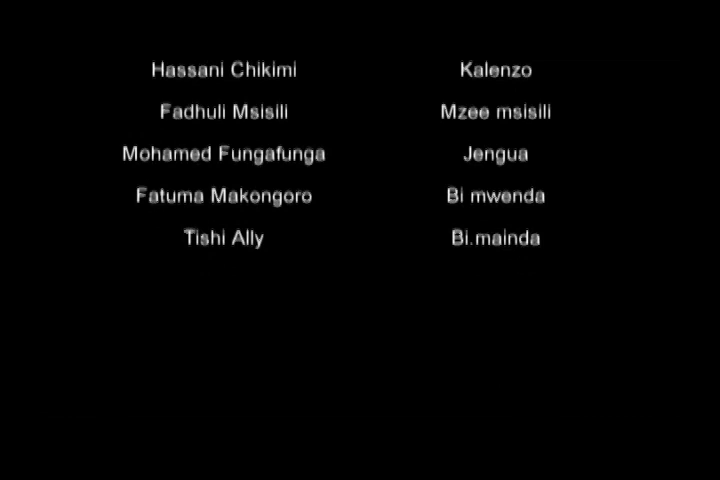 Hassani Chikimi Kalenzo
Fadhuli Msisili Mzee msisili
Mohamed Fungafunga Jengua
Fatuma Makongoro Bi mwenda
Tishi Ally Bi.mainda